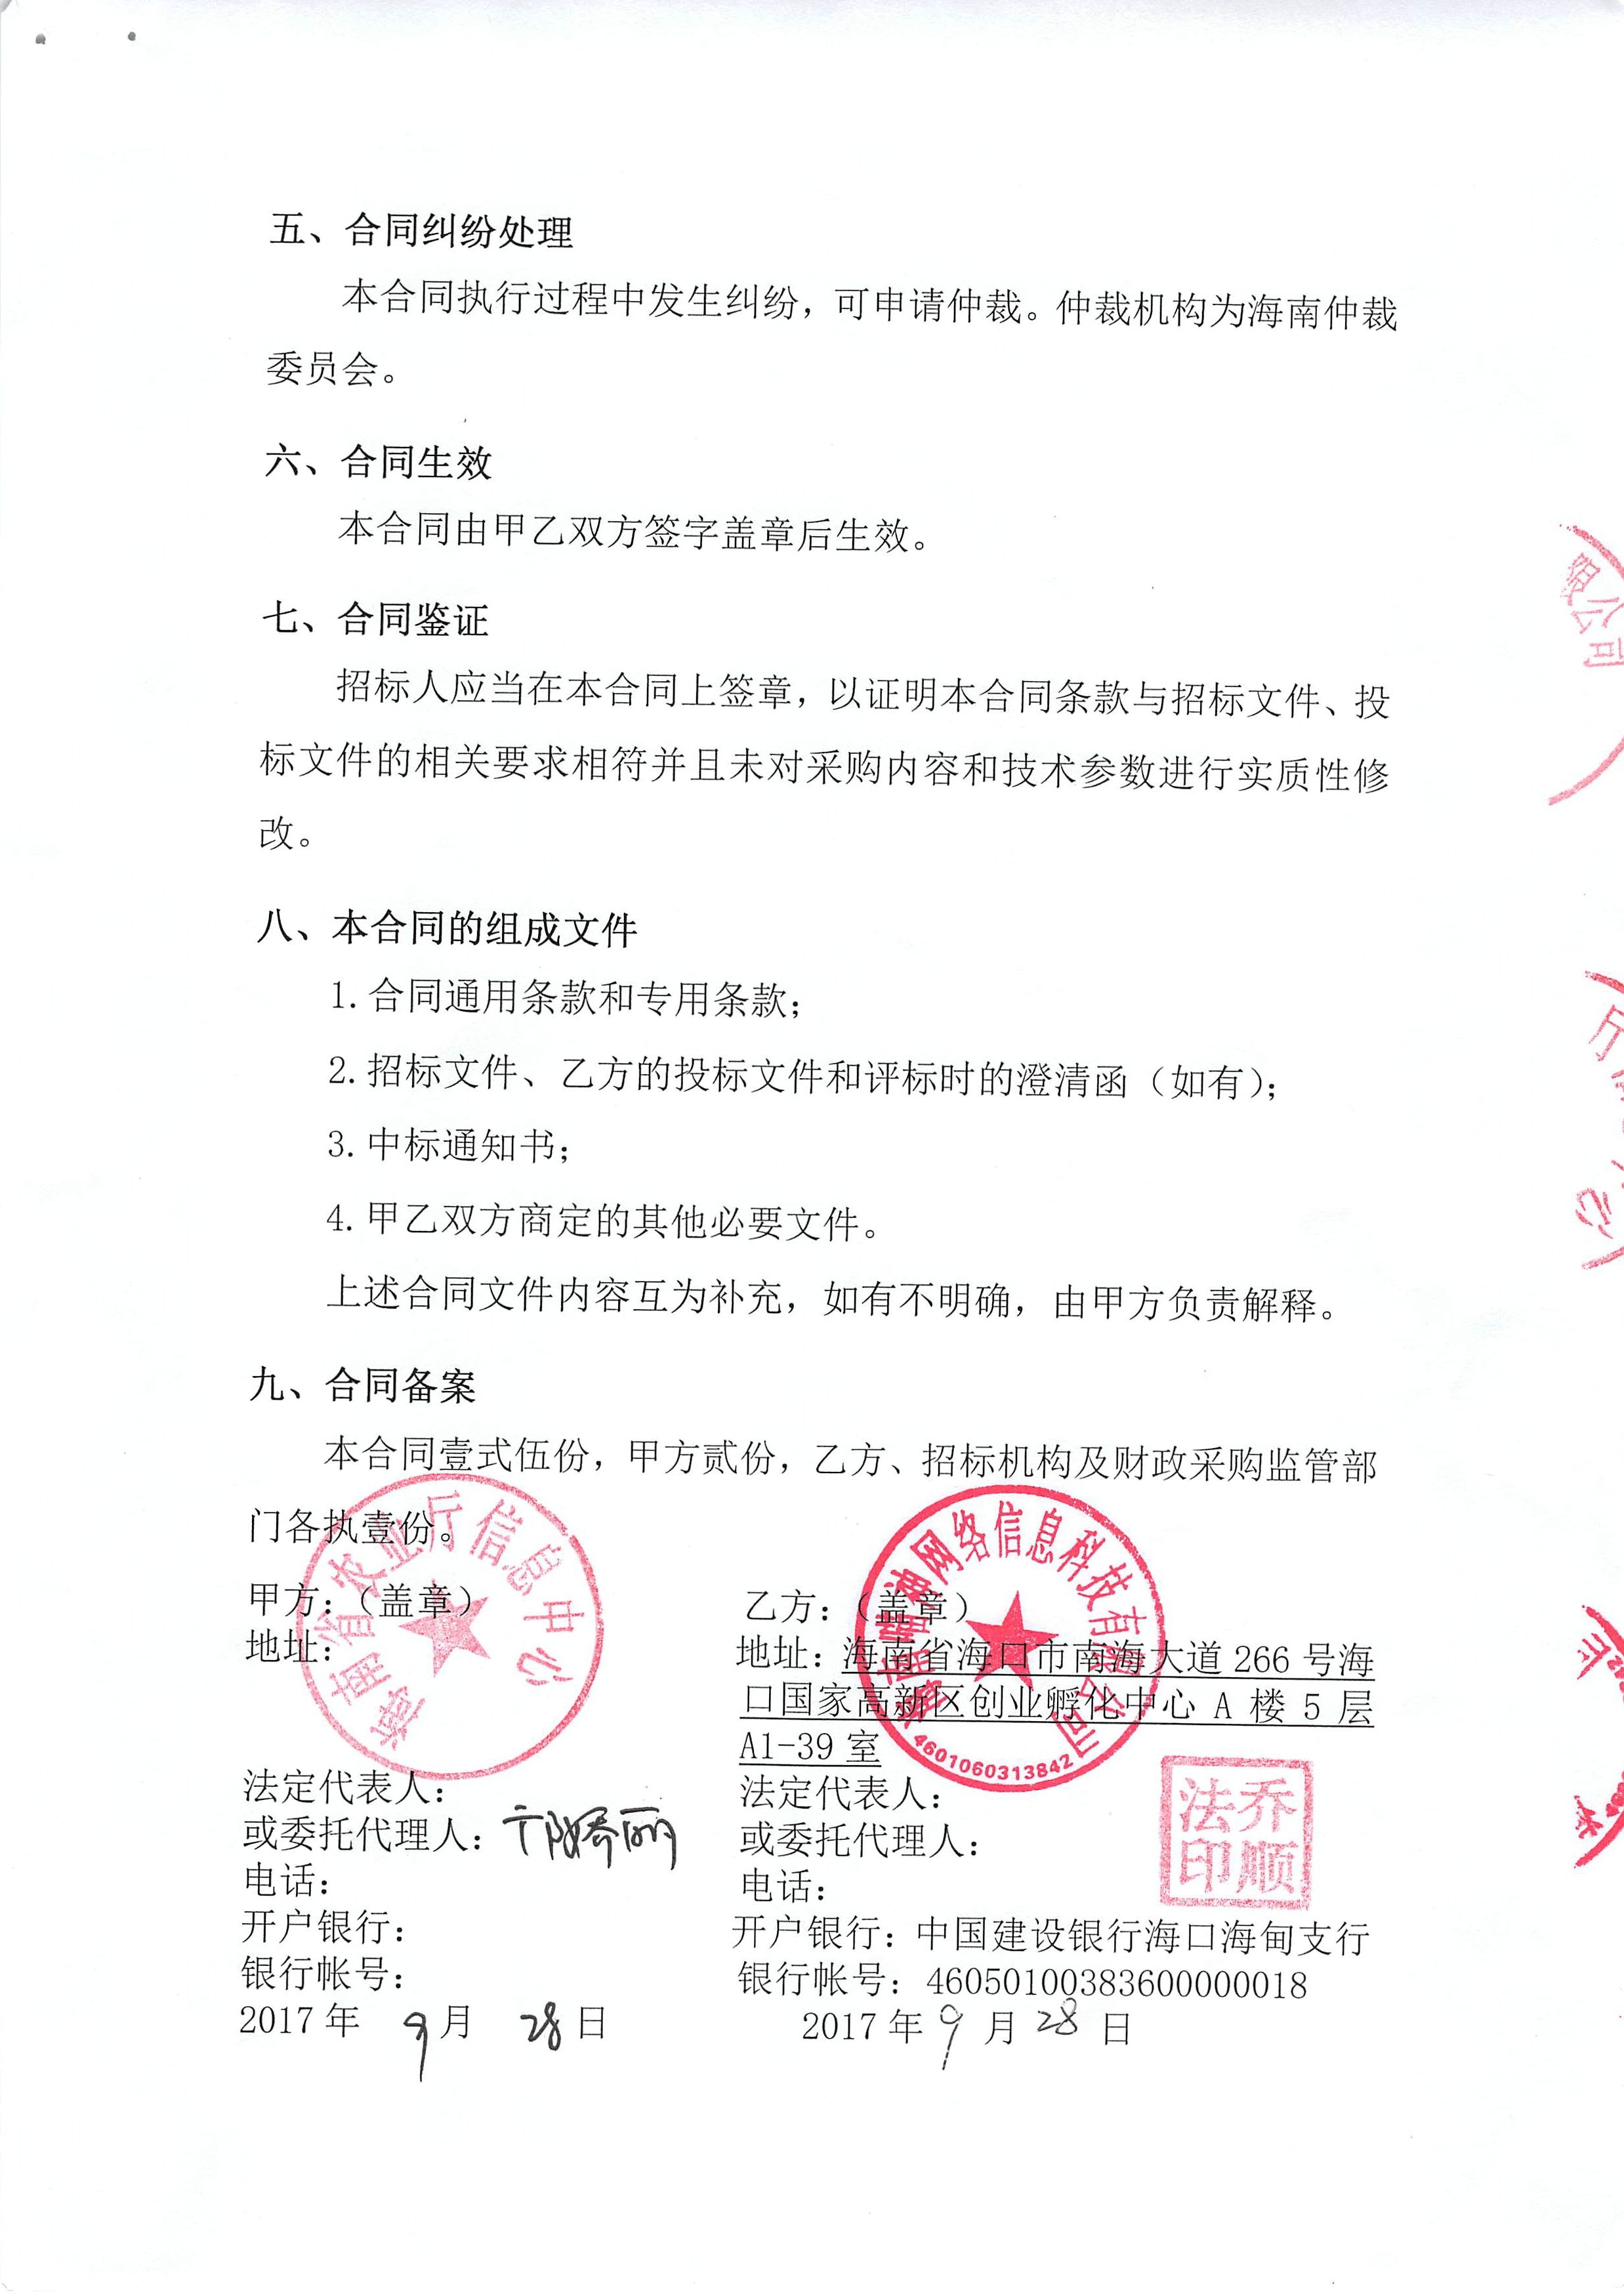 五、合同纠纷处理
本合同执行过程中发生纠纷，可申请仲裁。仲裁机构为海南仲裁
委员会。
六、合同生效
本合同由甲乙双方签字盖章后生效。
七、合同鉴证
招标人应当在本合同上签章，以证明本合同条款与招标文件、投
标文件的相关要求相符并且未对采购内容和技术参数进行实质性修
改。
八、本合同的组成文件
1.合同通用条款和专用条款；
2.招标文件、乙方的投标文件和评标时的澄清函（如有）；
3.中标通知书；
4.甲乙双方商定的其他必要文件。
上述合同文件内容互为补充，如有不明确，由甲方负责解释。
九、合同备案
本合同壹式伍份，甲方贰份，乙方、招标机构及财政采购监管部
门各执壹份。
甲方：（盖章）
地址：
海南省农业厅信息中心
法定代表人：
或委托代理人：
电话：
开户银行：
银行帐号：
2017年 9月 28日
乙方：（盖章）
地址：海南省海口市南海大道266号海
口国家高新区创业孵化中心 A 楼 5 层
A1-39室
网络信息科技有限公司
4601060313842
法定代表人：
或委托代理人：
乔顺
法印
电话：
开户银行：中国建设银行海口海甸支行
银行帐号：46050100383600000018
2017年9月28日
公司
厅
心